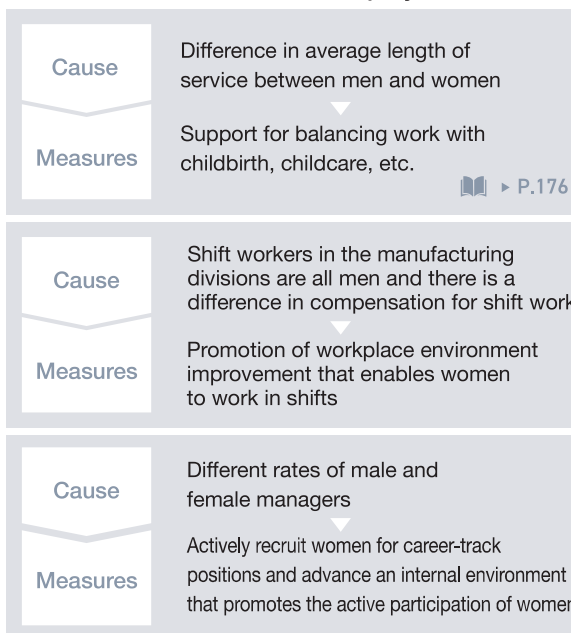 Cause
Difference in average length of
service between men and women
Measures
Support for balancing work with
childbirth, childcare, etc.
▸ P.176
Cause
Shift workers in the manufacturing
divisions are all men and there is a
difference in compensation for shift work
Measures
Promotion of workplace environment
improvement that enables women
to work in shifts
Cause
Different rates of male and
female managers
Measures
Actively recruit women for career-track
positions and advance an internal environment
that promotes the active participation of women